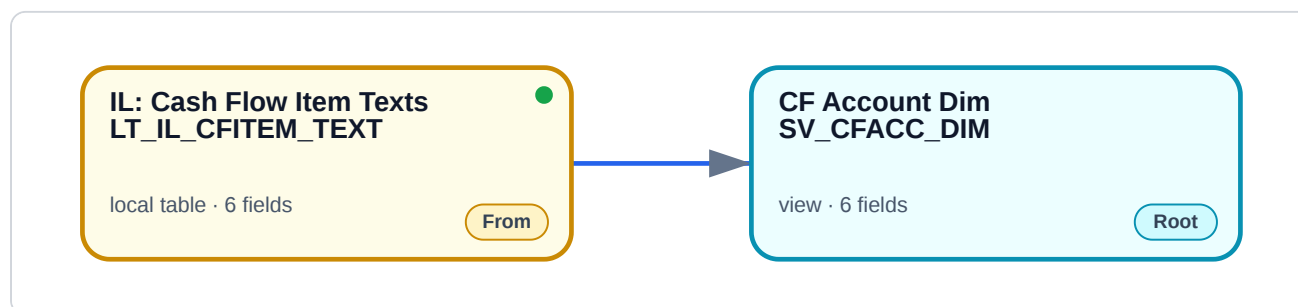 IL: Cash Flow Item Texts
LT_IL_CFITEM_TEXT
local table · 6 fields
From
CF Account Dim
SV_CFACC_DIM
view · 6 fields
Root